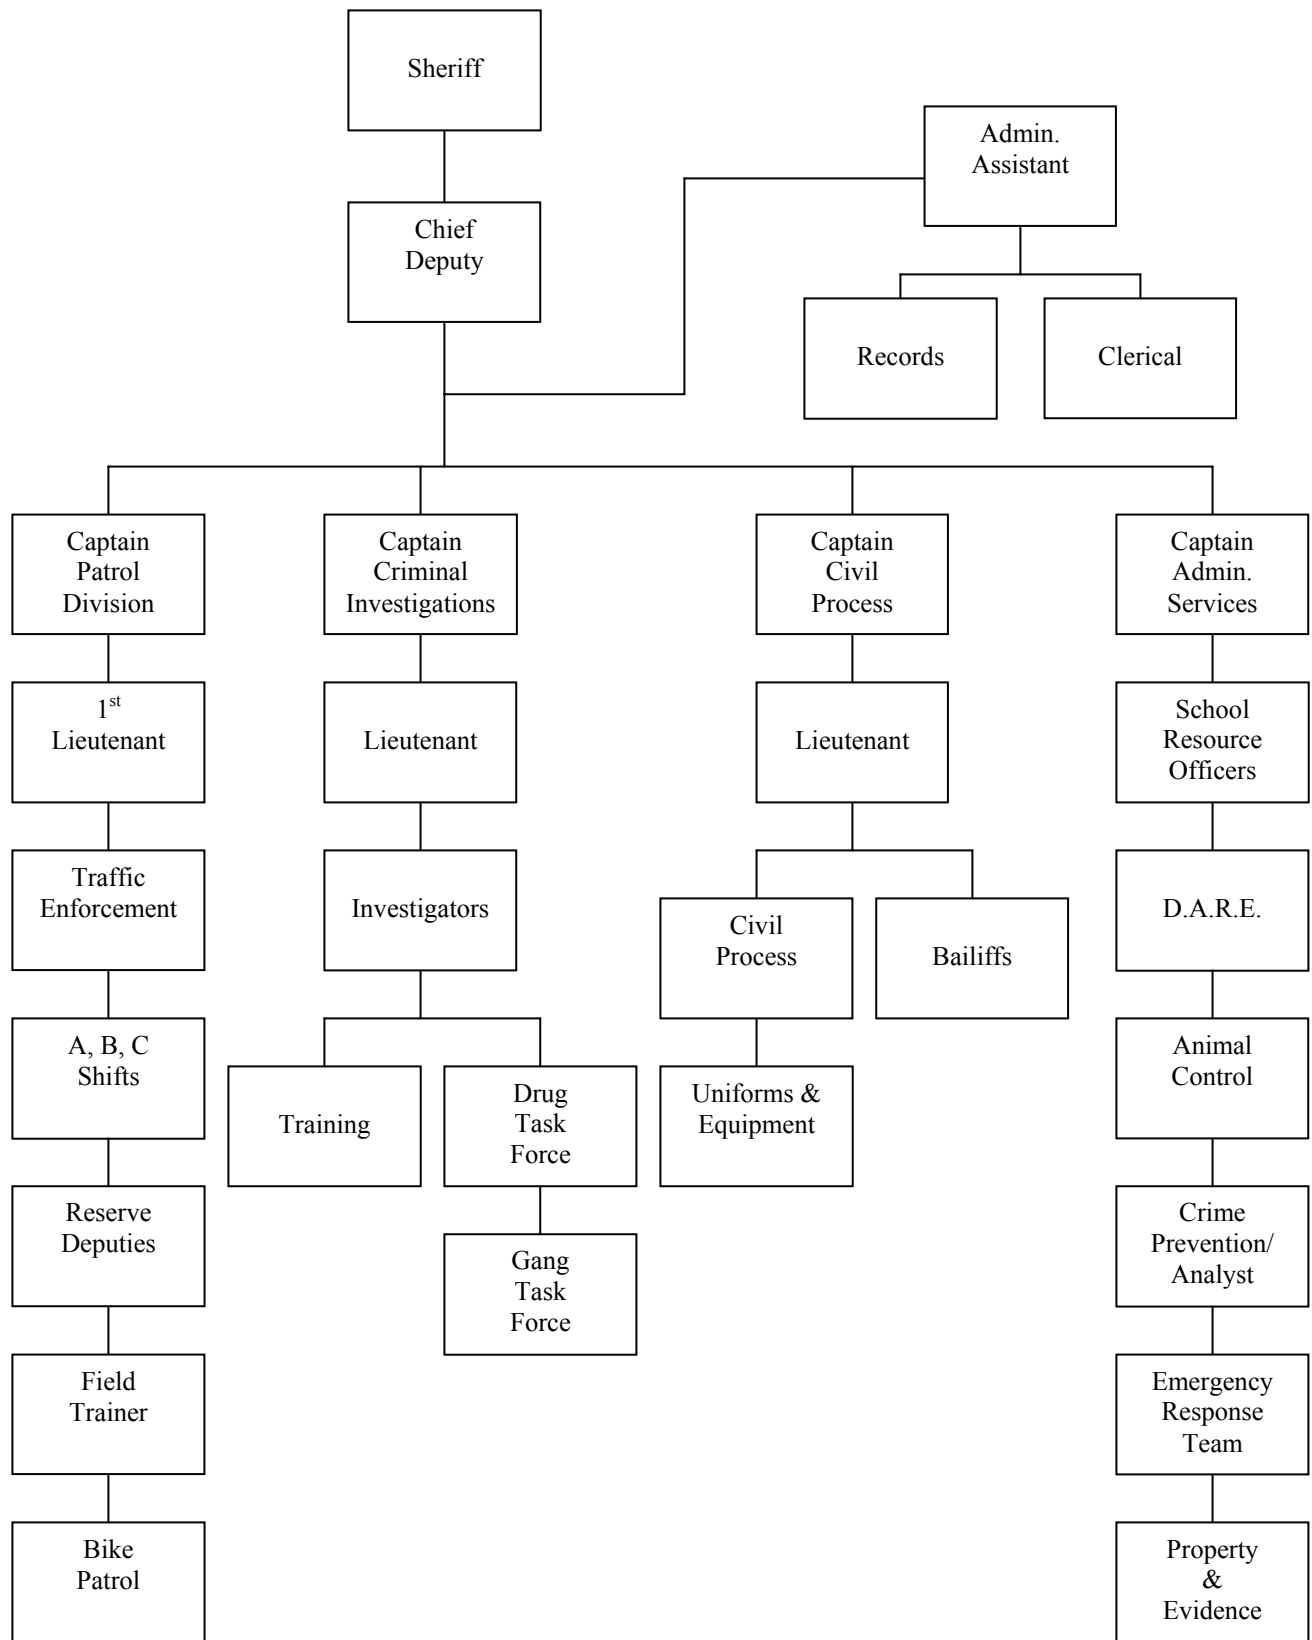 Sheriff
Admin.
Assistant
Chief
Deputy
Records
Clerical
Captain
Patrol
Division
Captain
Criminal
Investigations
Captain
Civil
Process
Captain
Admin.
Services
1st
Lieutenant
Lieutenant
Lieutenant
School
Resource
Officers
Traffic
Enforcement
Investigators
Civil
Process
Bailiffs
D.A.R.E.
A, B, C
Shifts
Training
Drug
Task
Force
Uniforms &
Equipment
Animal
Control
Reserve
Deputies
Gang
Task
Force
Crime
Prevention/
Analyst
Field
Trainer
Emergency
Response
Team
Bike
Patrol
Property
&
Evidence